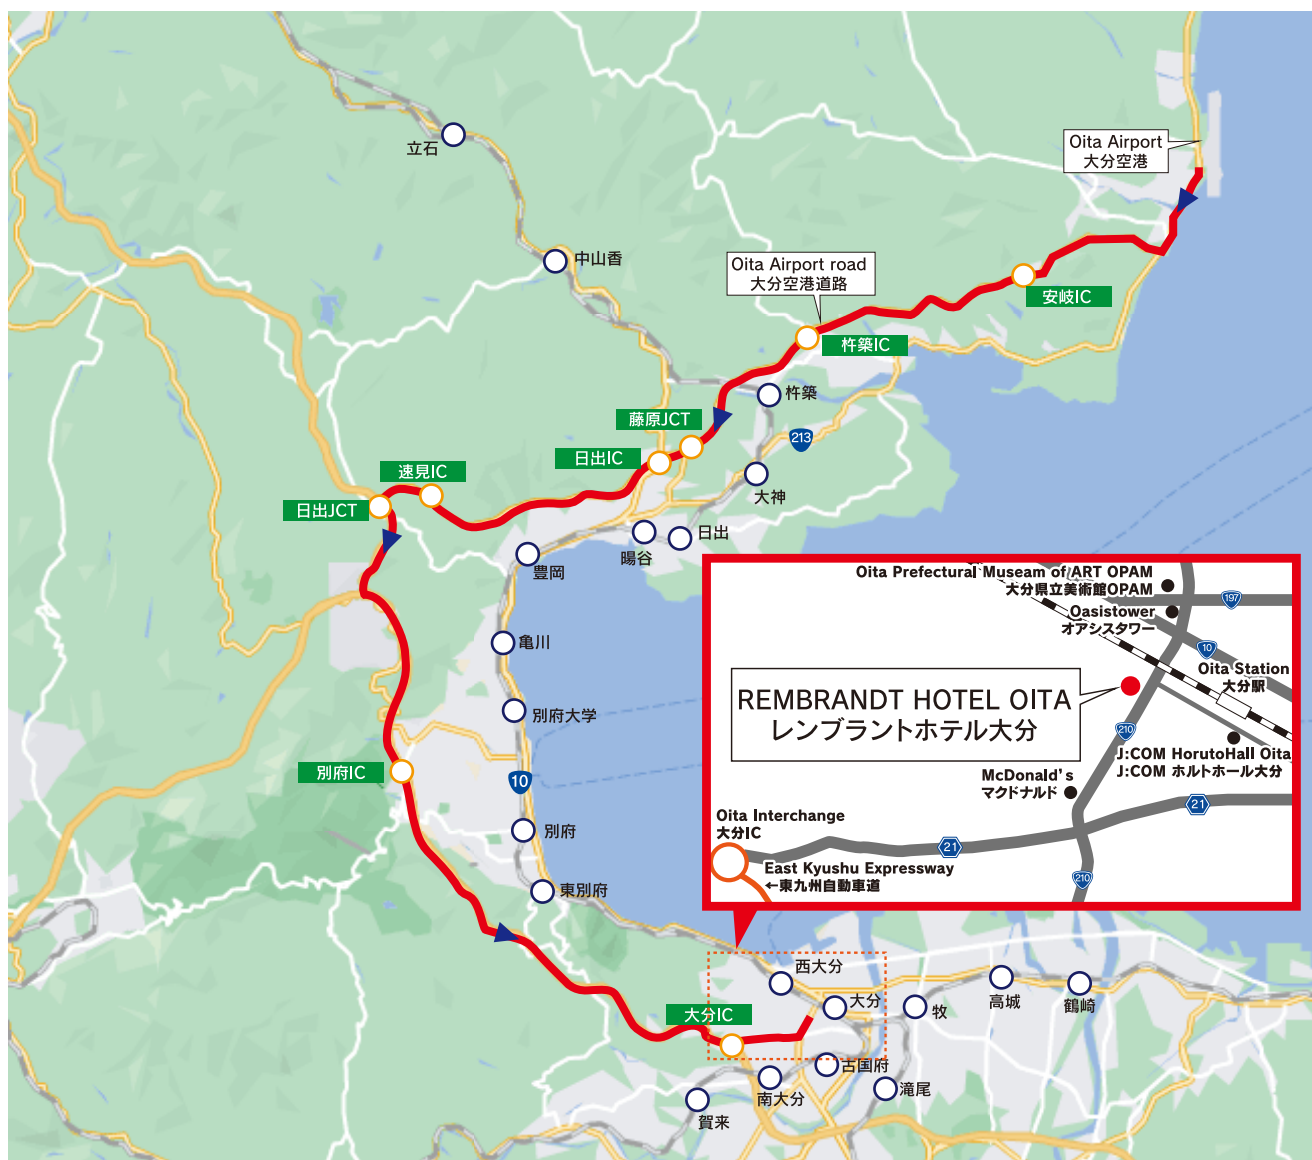 Oita Airport
大分空港
立石
中山香
Oita Airport road
大分空港道路
安岐IC
杵築IC
杵築
藤原JCT
213
日出IC
速見IC
大神
日出JCT
日出
暘谷
豊岡
亀川
別府大学
別府IC
10
別府
東別府
Oita Prefectural Museam of ART OPAM
大分県立美術館OPAM
197
Oasistower
オアシスタワー
10
Oita Station
大分駅
REMBRANDT HOTEL OITA
レンブラントホテル大分
210
J:COM HorutoHall Oita
J:COM ホルトホール大分
McDonald's
マクドナルド
21
Oita Interchange
大分IC
21
East Kyushu Expressway
←東九州自動車道
210
西大分
大分
大分IC
牧
高城
鶴崎
古国府
南大分
滝尾
賀来